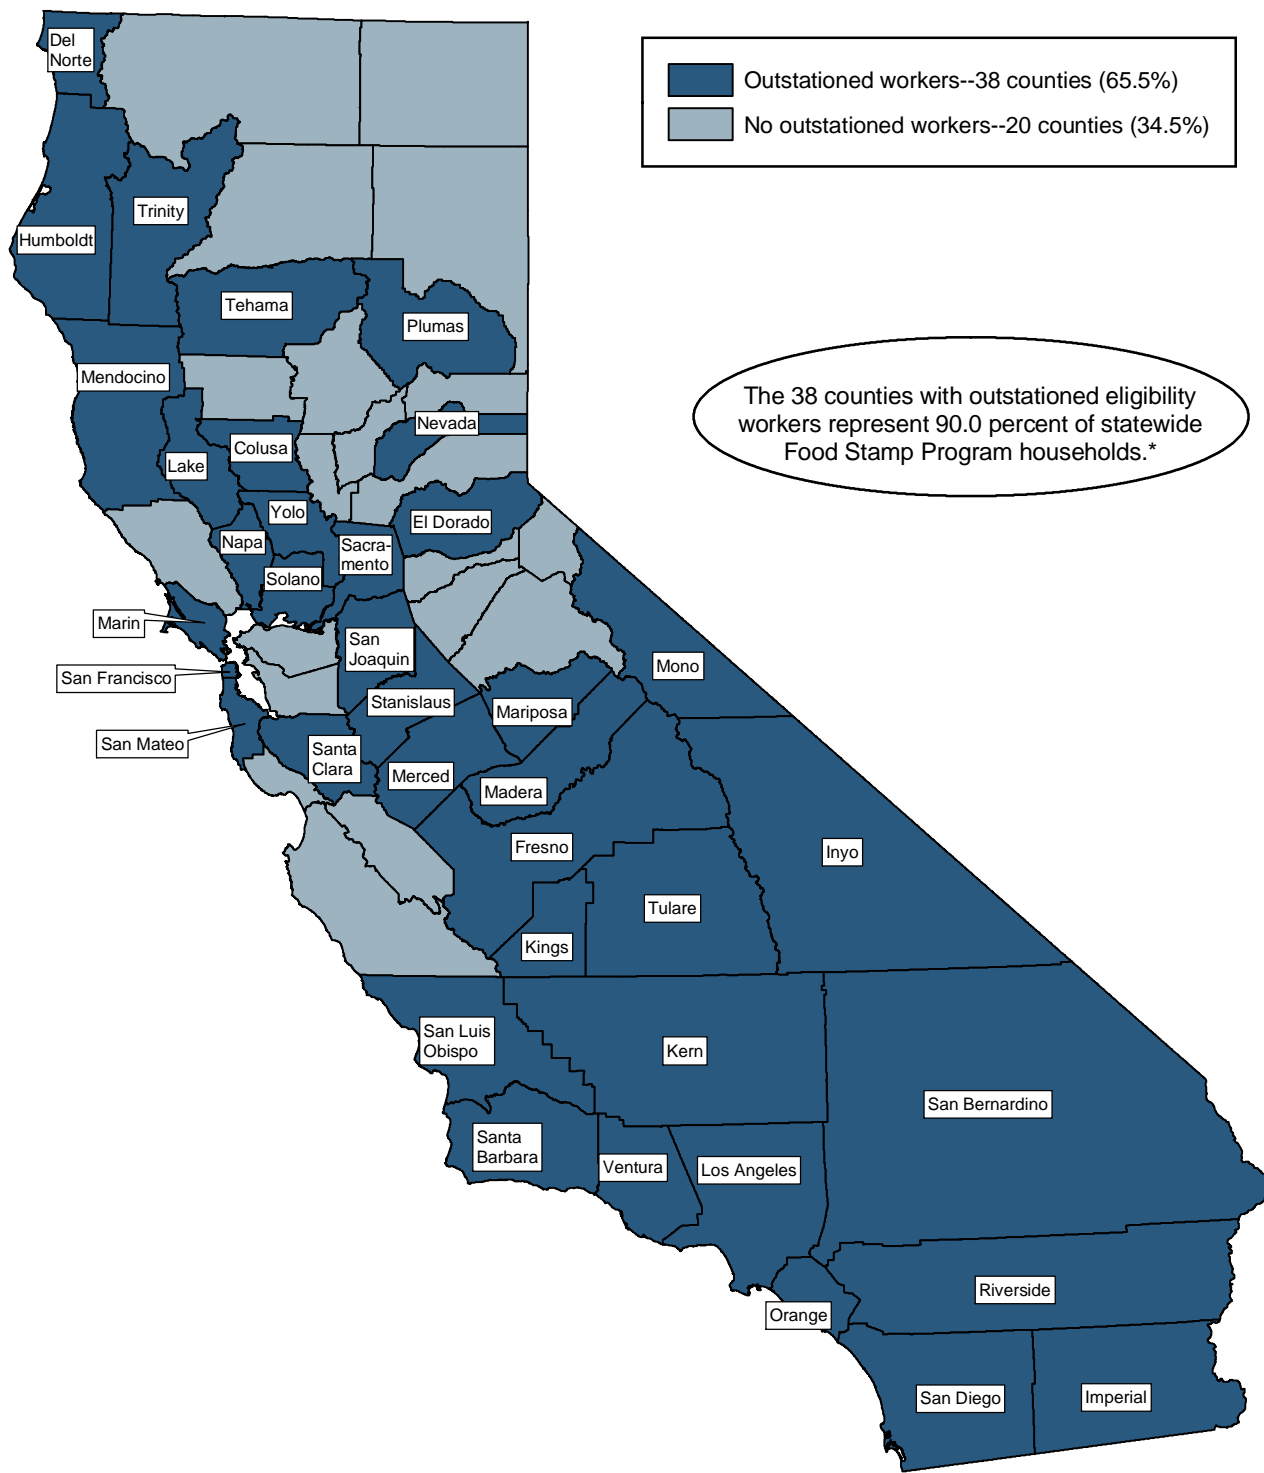 Del
Norte
Outstationed workers--38 counties (65.5%)
No outstationed workers--20 counties (34.5%)
Trinity
Humboldt
Tehama
Plumas
Mendocino
The 38 counties with outstationed eligibility
workers represent 90.0 percent of statewide
Food Stamp Program households.*
Nevada
Colusa
Lake
Yolo
El Dorado
Napa
Sacra-
mento
Solano
Marin
San
Joaquin
Mono
San Francisco
Stanislaus
Mariposa
San Mateo
Santa
Clara
Merced
Madera
Fresno
Inyo
Tulare
Kings
San Luis
Obispo
Kern
San Bernardino
Santa
Barbara
Ventura
Los Angeles
Riverside
Orange
San Diego
Imperial